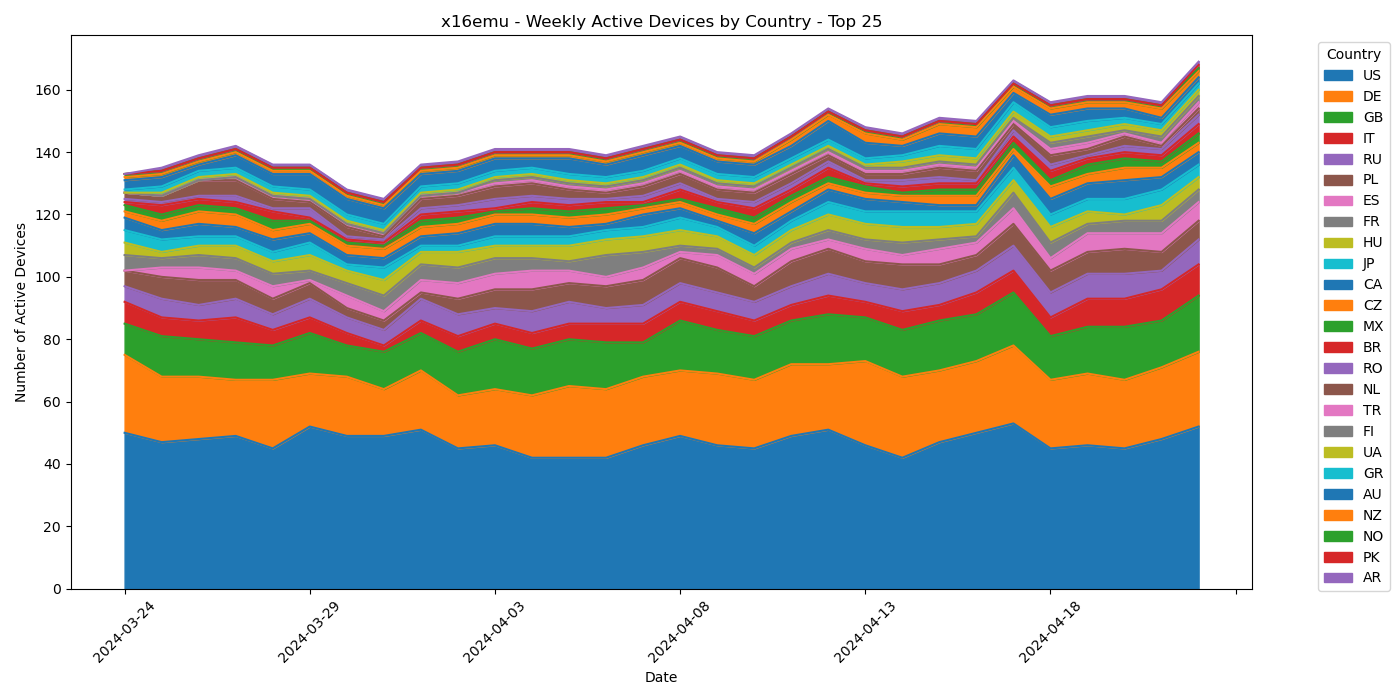 x16emu - Weekly Active Devices by Country - Top 25
Number of Active Devices
160
140
120
100
80
60
40
20
0
2024-03-24
2024-03-29
2024-04-03
2024-04-08
2024-04-13
2024-04-18
Date
Country
US
DE
GB
IT
RU
PL
ES
FR
HU
JP
CA
CZ
MX
BR
RO
NL
TR
FI
UA
GR
AU
NZ
NO
PK
AR